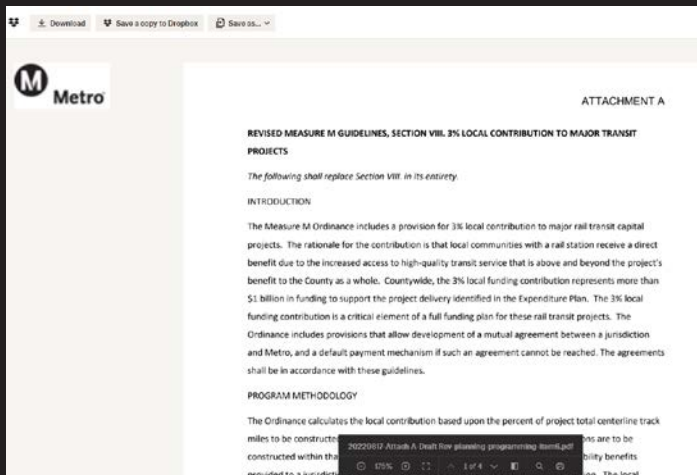 Download Save a copy to Dropbox Save as...
M Metro
ATTACHMENT A
REVISED MEASURE M GUIDELINES, SECTION VIII. 3% LOCAL CONTRIBUTION TO MAJOR TRANSIT
PROJECTS
The following shall replace Section VIII. in its entirety.
INTRODUCTION
The Measure M Ordinance includes a provision for 3% local contribution to major rail transit capital
projects. The rationale for the contribution is that local communities with a rail station receive a direct
benefit due to the increased access to high-quality transit service that is above and beyond the project's
benefit to the County as a whole. Countywide, the 3% local funding contribution represents more than
$1 billion in funding to support the project delivery identified in the Expenditure Plan. The 3% local
funding contribution is a critical element of a full funding plan for these rail transit projects. The
Ordinance includes provisions that allow development of a mutual agreement between a jurisdiction
and Metro, and a default payment mechanism if such an agreement cannot be reached. The agreements
shall be in accordance with these guidelines.
PROGRAM METHODOLOGY
The Ordinance calculates the local contribution based upon the percent of project total centerline track
miles to be constructed ons are to be
20220617-Attach A-Draft Rev-planning-programming-item6.pdf
constructed within tha bility benefits
175% 1 of 4
The local